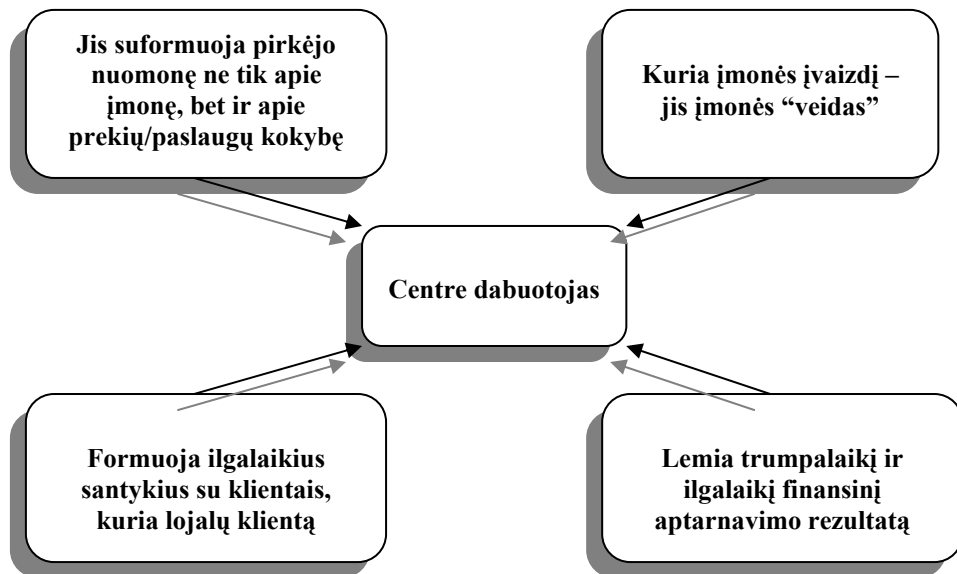 Jis suformuoja pirkėjo
nuomonę ne tik apie
įmonę, bet ir apie
prekių/paslaugų kokybę
Kuria įmonės įvaizdį –
jis įmonės “veidas”
Centre dabuotojas
Formuoja ilgalaikius
santykius su klientais,
kuria lojalų klientą
Lemia trumpalaikį ir
ilgalaikį finansinį
aptarnavimo rezultatą